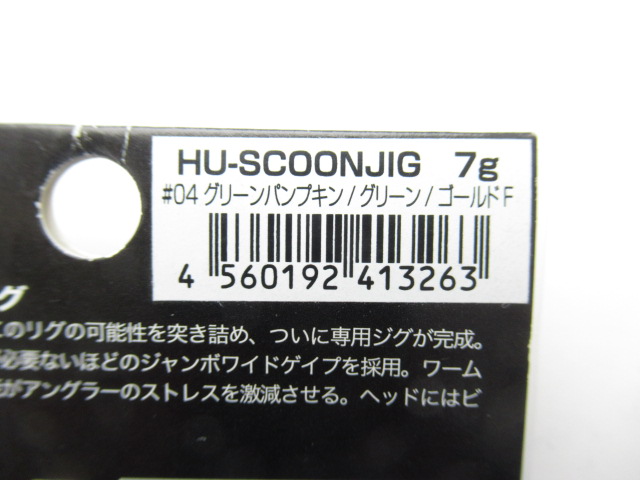 HU-SCOONJIG 7g
#04 グリーンパンプキン/グリーン/ゴールドF
4 560192 413263
グ
このリグの可能性を突き詰め、ついに専用ジグが完成。
必要ないほどのジャンボワイドゲイプを採用。ワーム
がアングラーのストレスを激減させる。ヘッドにはビ